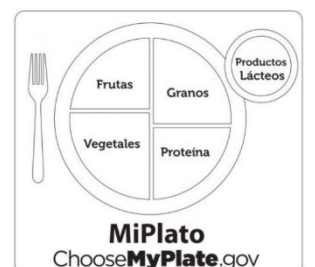 Productos
Lácteos
Frutas
Granos
Vegetales
Proteína
MiPlato
ChooseMyPlate.gov